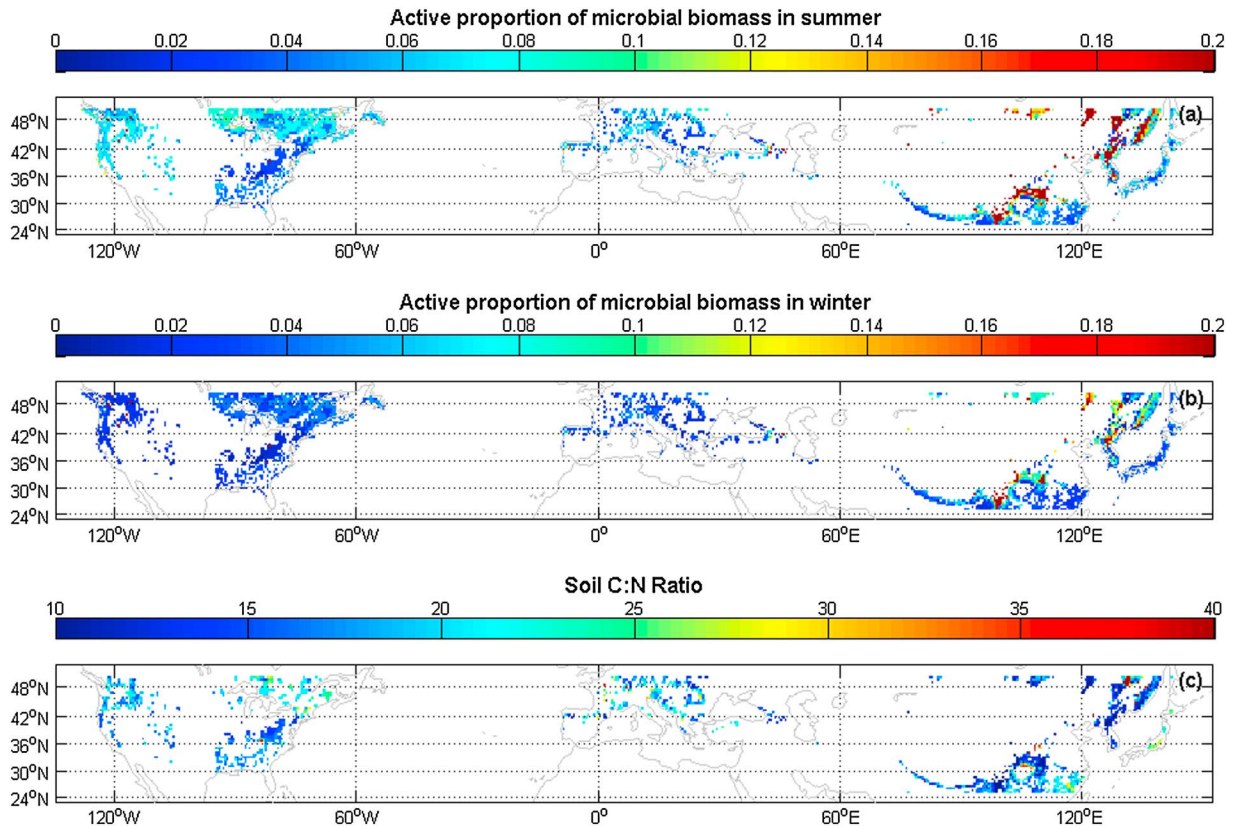 Active proportion of microbial biomass in summer
0 0.02 0.04 0.06 0.08 0.1 0.12 0.14 0.16 0.18 0.2
(a)
48°N
42°N
36°N
30°N
24°N
120°W 60°W 0° 60°E 120°E
Active proportion of microbial biomass in winter
0 0.02 0.04 0.06 0.08 0.1 0.12 0.14 0.16 0.18 0.2
(b)
48°N
42°N
36°N
30°N
24°N
120°W 60°W 0° 60°E 120°E
Soil C:N Ratio
10 15 20 25 30 35 40
(c)
48°N
42°N
36°N
30°N
24°N
120°W 60°W 0° 60°E 120°E